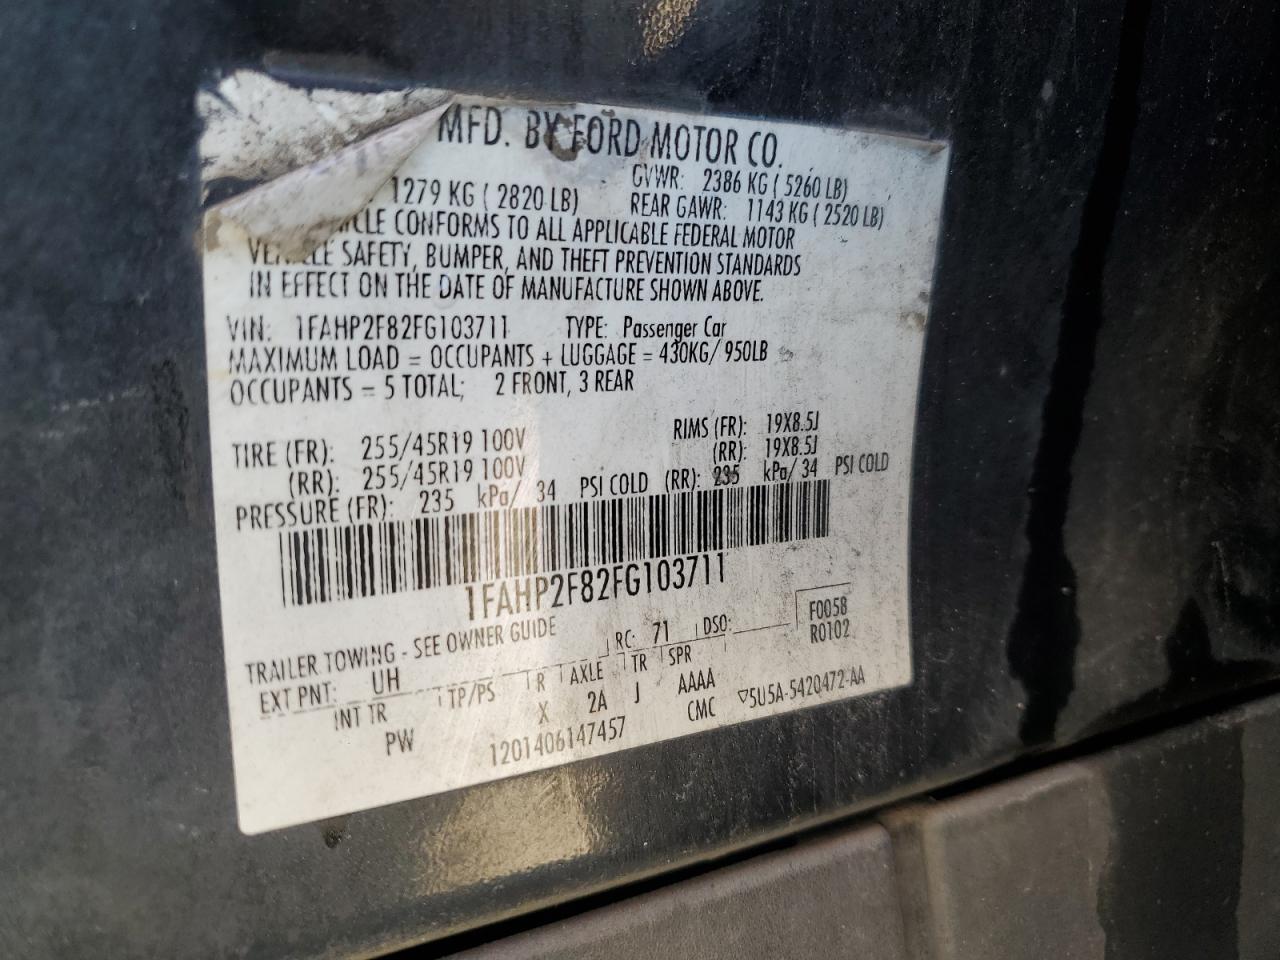 MFD. BY FORD MOTOR CO.
GVWR: 2386 KG ( 5260 LB)
1279 KG ( 2820 LB) REAR GAWR: 1143 KG ( 2520 LB)
CONFORMS TO ALL APPLICABLE FEDERAL MOTOR
VEHICLE SAFETY, BUMPER, AND THEFT PREVENTION STANDARDS
IN EFFECT ON THE DATE OF MANUFACTURE SHOWN ABOVE.
VIN: 1FAHP2F82FG103711 TYPE: Passenger Car
MAXIMUM LOAD = OCCUPANTS + LUGGAGE = 430KG/ 950LB
OCCUPANTS = 5 TOTAL; 2 FRONT, 3 REAR
TIRE (FR): 255/45R19 100V RIMS (FR): 19X8.5J
(RR): 255/45R19 100V (RR): 19X8.5J
PRESSURE (FR): 235 kPa/ 34 PSI COLD (RR): 235 kPa/ 34 PSI COLD
1FAHP2F82FG103711
TRAILER TOWING - SEE OWNER GUIDE
RC: 71 DSO: F0058
R0102
EXT PNT: UH
INT TR TP/PS R AXLE TR SPR
PW X 2A J AAAA
1201406147457 CMC ▽5U5A-5420472-AA